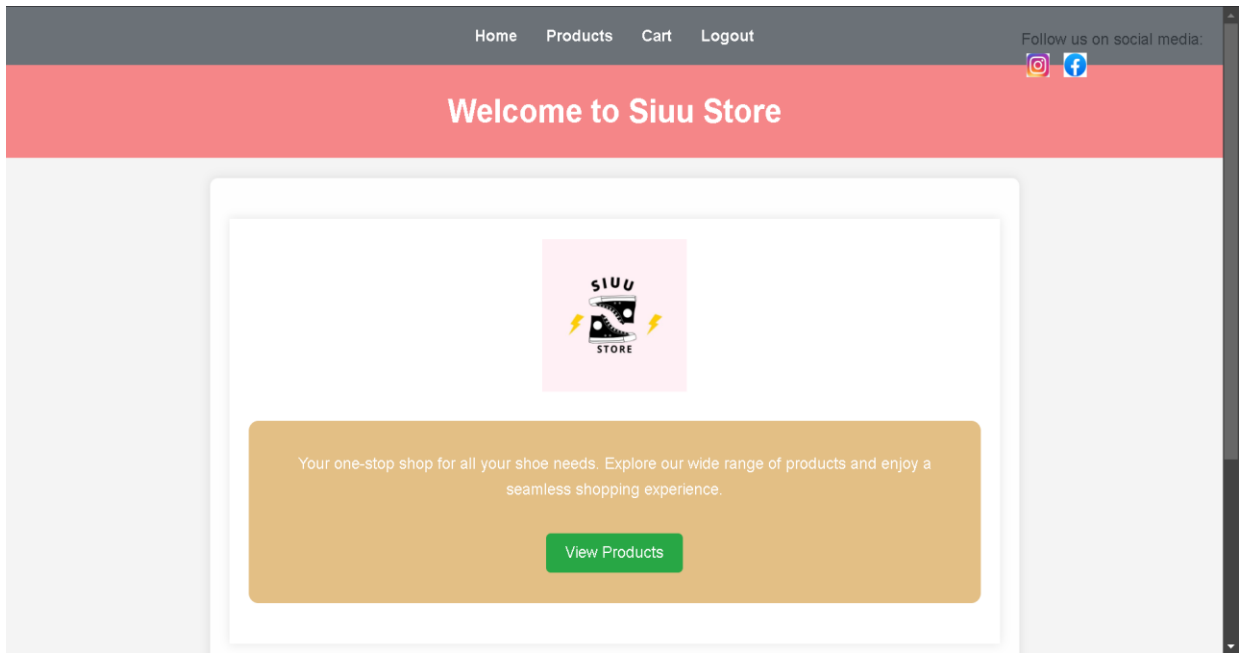 Home Products Cart Logout
Follow us on social media:
Welcome to Siuu Store
SIUU
STORE
Your one-stop shop for all your shoe needs. Explore our wide range of products and enjoy a
seamless shopping experience.
View Products